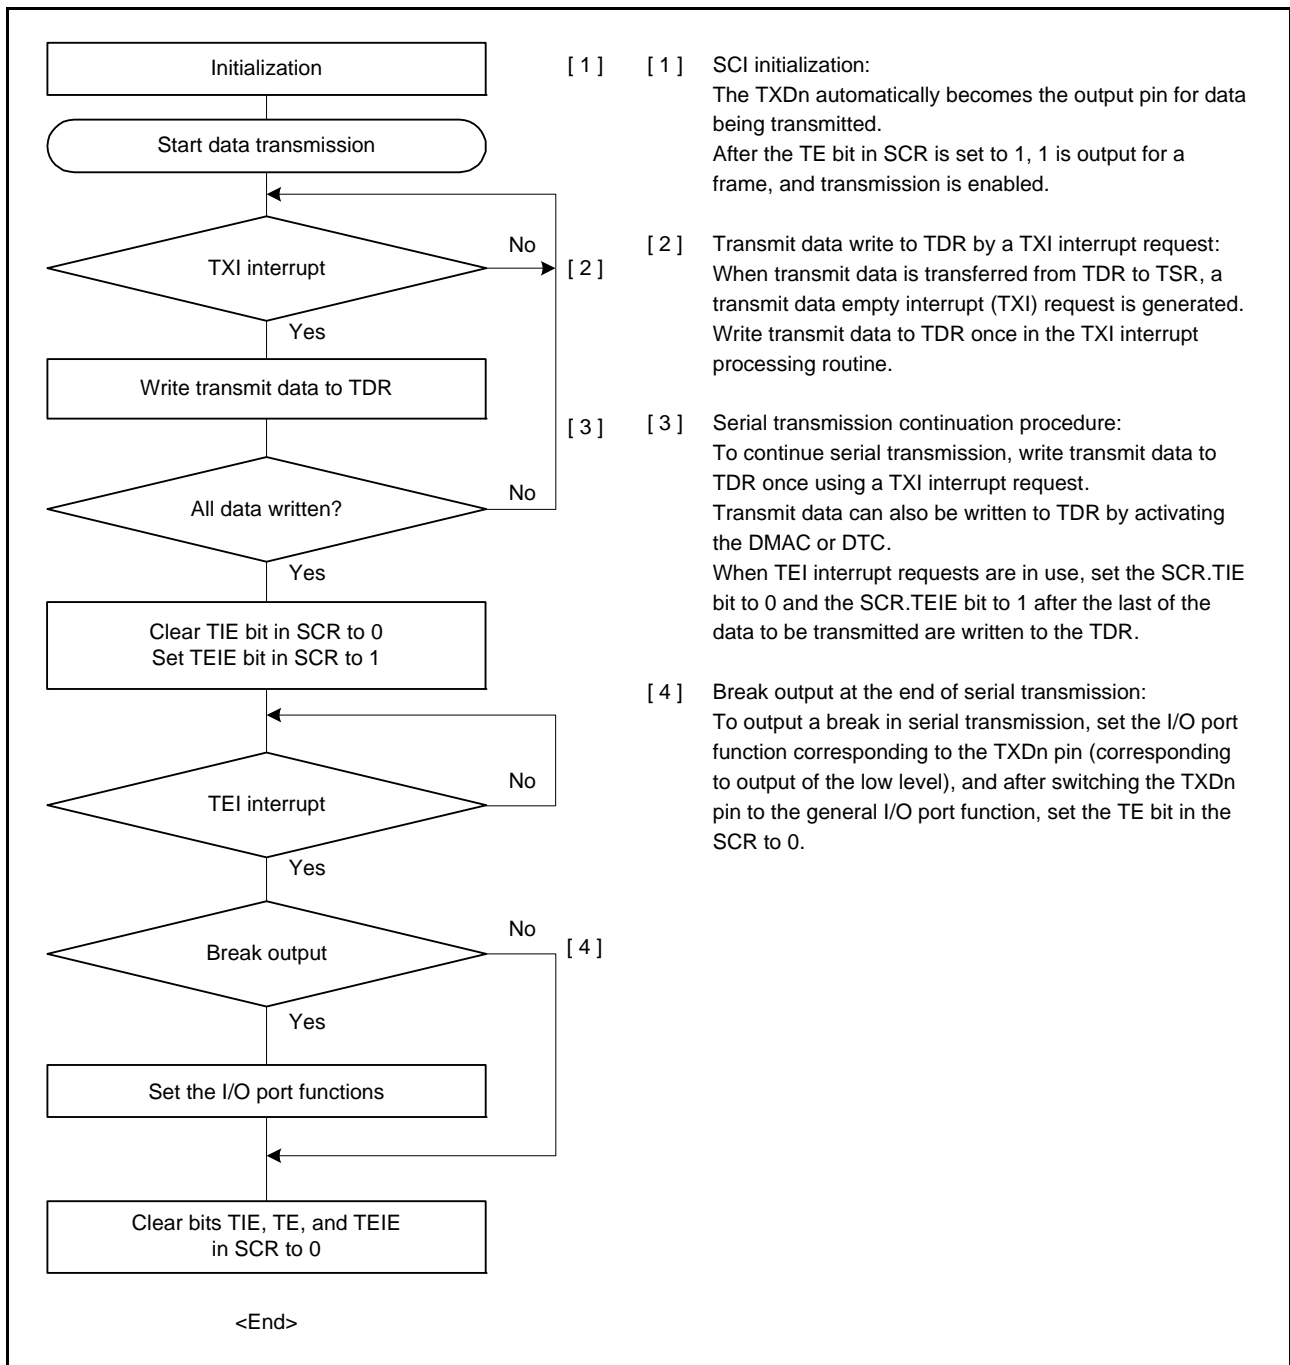 Initialization
[ 1 ]
Start data transmission
TXI interrupt
No
[ 2 ]
Yes
Write transmit data to TDR
[ 3 ]
All data written?
No
Yes
Clear TIE bit in SCR to 0
Set TEIE bit in SCR to 1
TEI interrupt
No
Yes
Break output
No
[ 4 ]
Yes
Set the I/O port functions
Clear bits TIE, TE, and TEIE
in SCR to 0
<End>
[ 1 ] SCI initialization:
The TXDn automatically becomes the output pin for data
being transmitted.
After the TE bit in SCR is set to 1, 1 is output for a
frame, and transmission is enabled.
[ 2 ] Transmit data write to TDR by a TXI interrupt request:
When transmit data is transferred from TDR to TSR, a
transmit data empty interrupt (TXI) request is generated.
Write transmit data to TDR once in the TXI interrupt
processing routine.
[ 3 ] Serial transmission continuation procedure:
To continue serial transmission, write transmit data to
TDR once using a TXI interrupt request.
Transmit data can also be written to TDR by activating
the DMAC or DTC.
When TEI interrupt requests are in use, set the SCR.TIE
bit to 0 and the SCR.TEIE bit to 1 after the last of the
data to be transmitted are written to the TDR.
[ 4 ] Break output at the end of serial transmission:
To output a break in serial transmission, set the I/O port
function corresponding to the TXDn pin (corresponding
to output of the low level), and after switching the TXDn
pin to the general I/O port function, set the TE bit in the
SCR to 0.